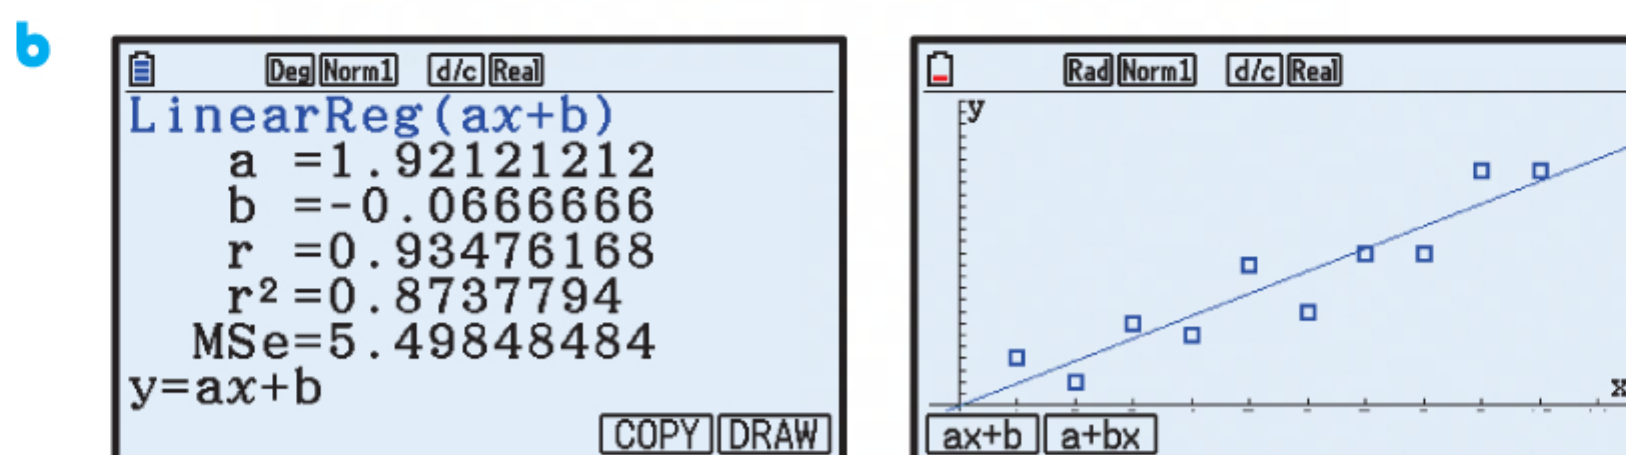 b
Deg Norm1 d/c Real
LinearReg(ax+b)
a =1.92121212
b =-0.0666666
r =0.93476168
r²=0.8737794
MSe=5.49848484
y=ax+b
COPY DRAW
Rad Norm1 d/c Real
y
x
ax+b a+bx